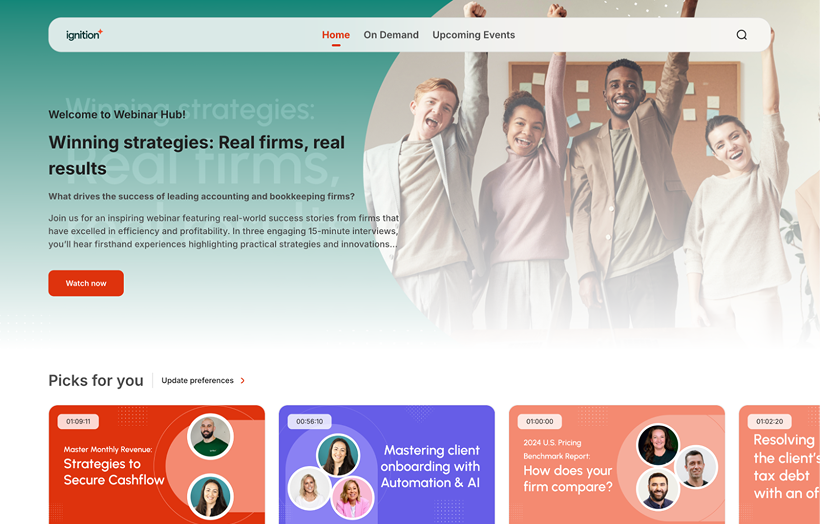 ignition
Home
On Demand
Upcoming Events
Winning strategies:
Real firms,
Welcome to Webinar Hub!
Winning strategies: Real firms, real
results
What drives the success of leading accounting and bookkeeping firms?
Join us for an inspiring webinar featuring real-world success stories from firms that
have excelled in efficiency and profitability. In three engaging 15-minute interviews,
you'll hear firsthand experiences highlighting practical strategies and innovations...
Watch now
Picks for you
Update preferences
01:09:11
Master Monthly Revenue:
Strategies to
Secure Cashflow
00:56:10
Mastering client
onboarding with
Automation & AI
01:00:00
2024 U.S. Pricing
Benchmark Report:
How does your
firm compare?
01:02:20
Resolving
the client's
tax debt
with an of